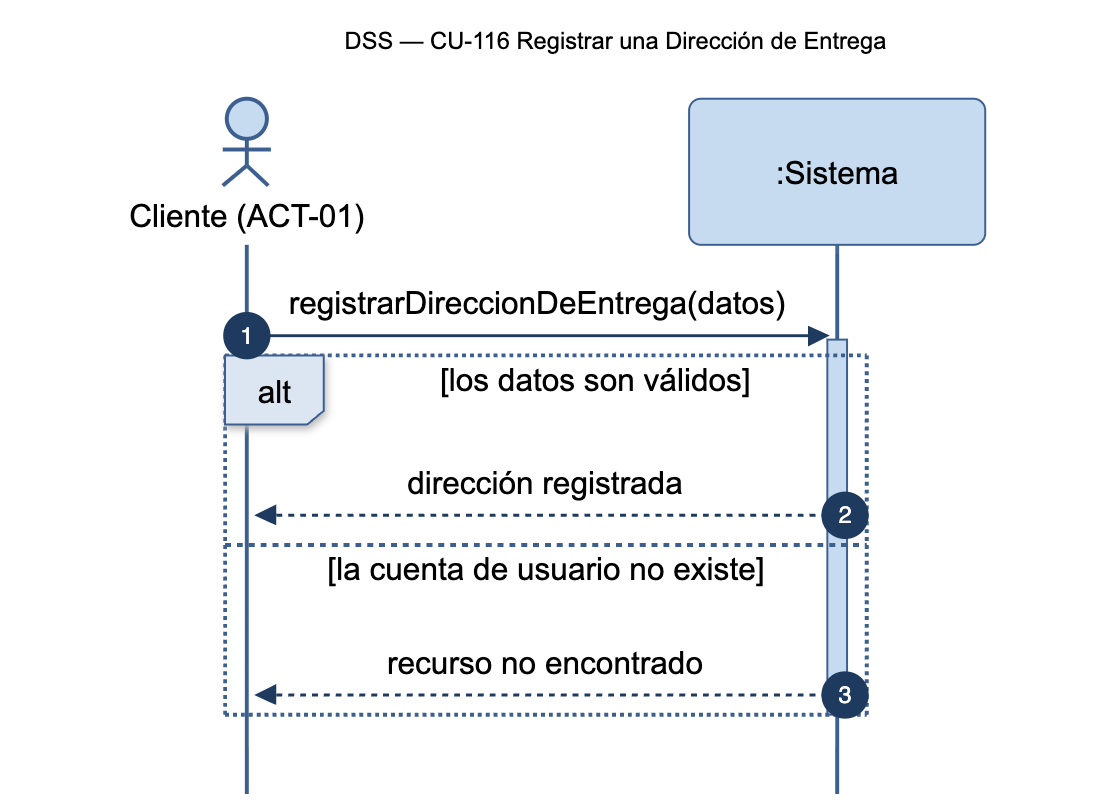 DSS — CU-116 Registrar una Dirección de Entrega
Cliente (ACT-01)
:Sistema
registrarDireccionDeEntrega(datos)
1
alt
[los datos son válidos]
dirección registrada
2
[la cuenta de usuario no existe]
recurso no encontrado
3